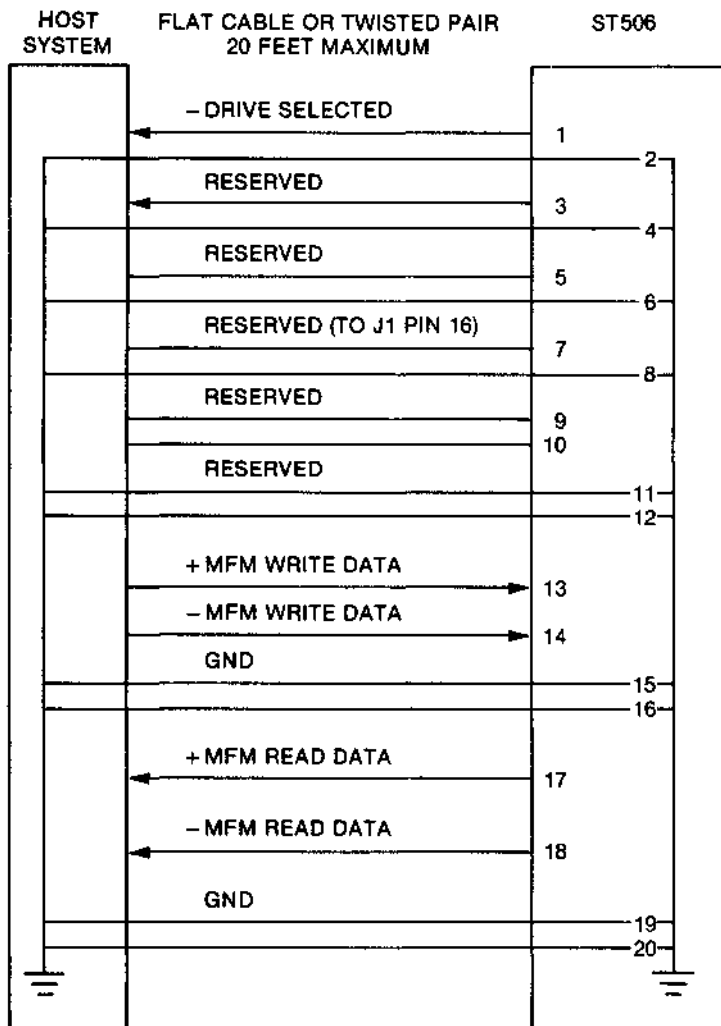 HOST SYSTEM
FLAT CABLE OR TWISTED PAIR
20 FEET MAXIMUM
ST506
– DRIVE SELECTED
1
2
RESERVED
3
4
RESERVED
5
6
RESERVED (TO J1 PIN 16)
7
8
RESERVED
9
10
RESERVED
11
12
+ MFM WRITE DATA
13
– MFM WRITE DATA
14
GND
15
16
+ MFM READ DATA
17
– MFM READ DATA
18
GND
19
20